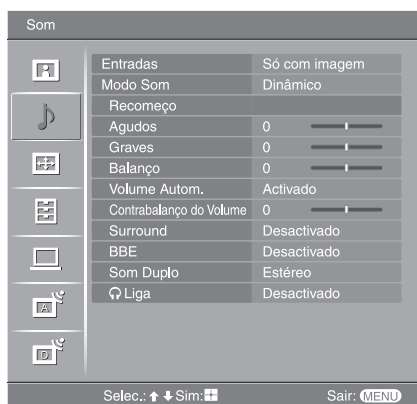 Som
Entradas Só com imagem
Modo Som Dinâmico
Recomeço
Agudos 0
Graves 0
Balanço 0
Volume Autom. Activado
Contrabalanço do Volume 0
Surround Desactivado
BBE Desactivado
Som Duplo Estéreo
Liga Desactivado
A
D
Selec.: Sim: Sair: MENU